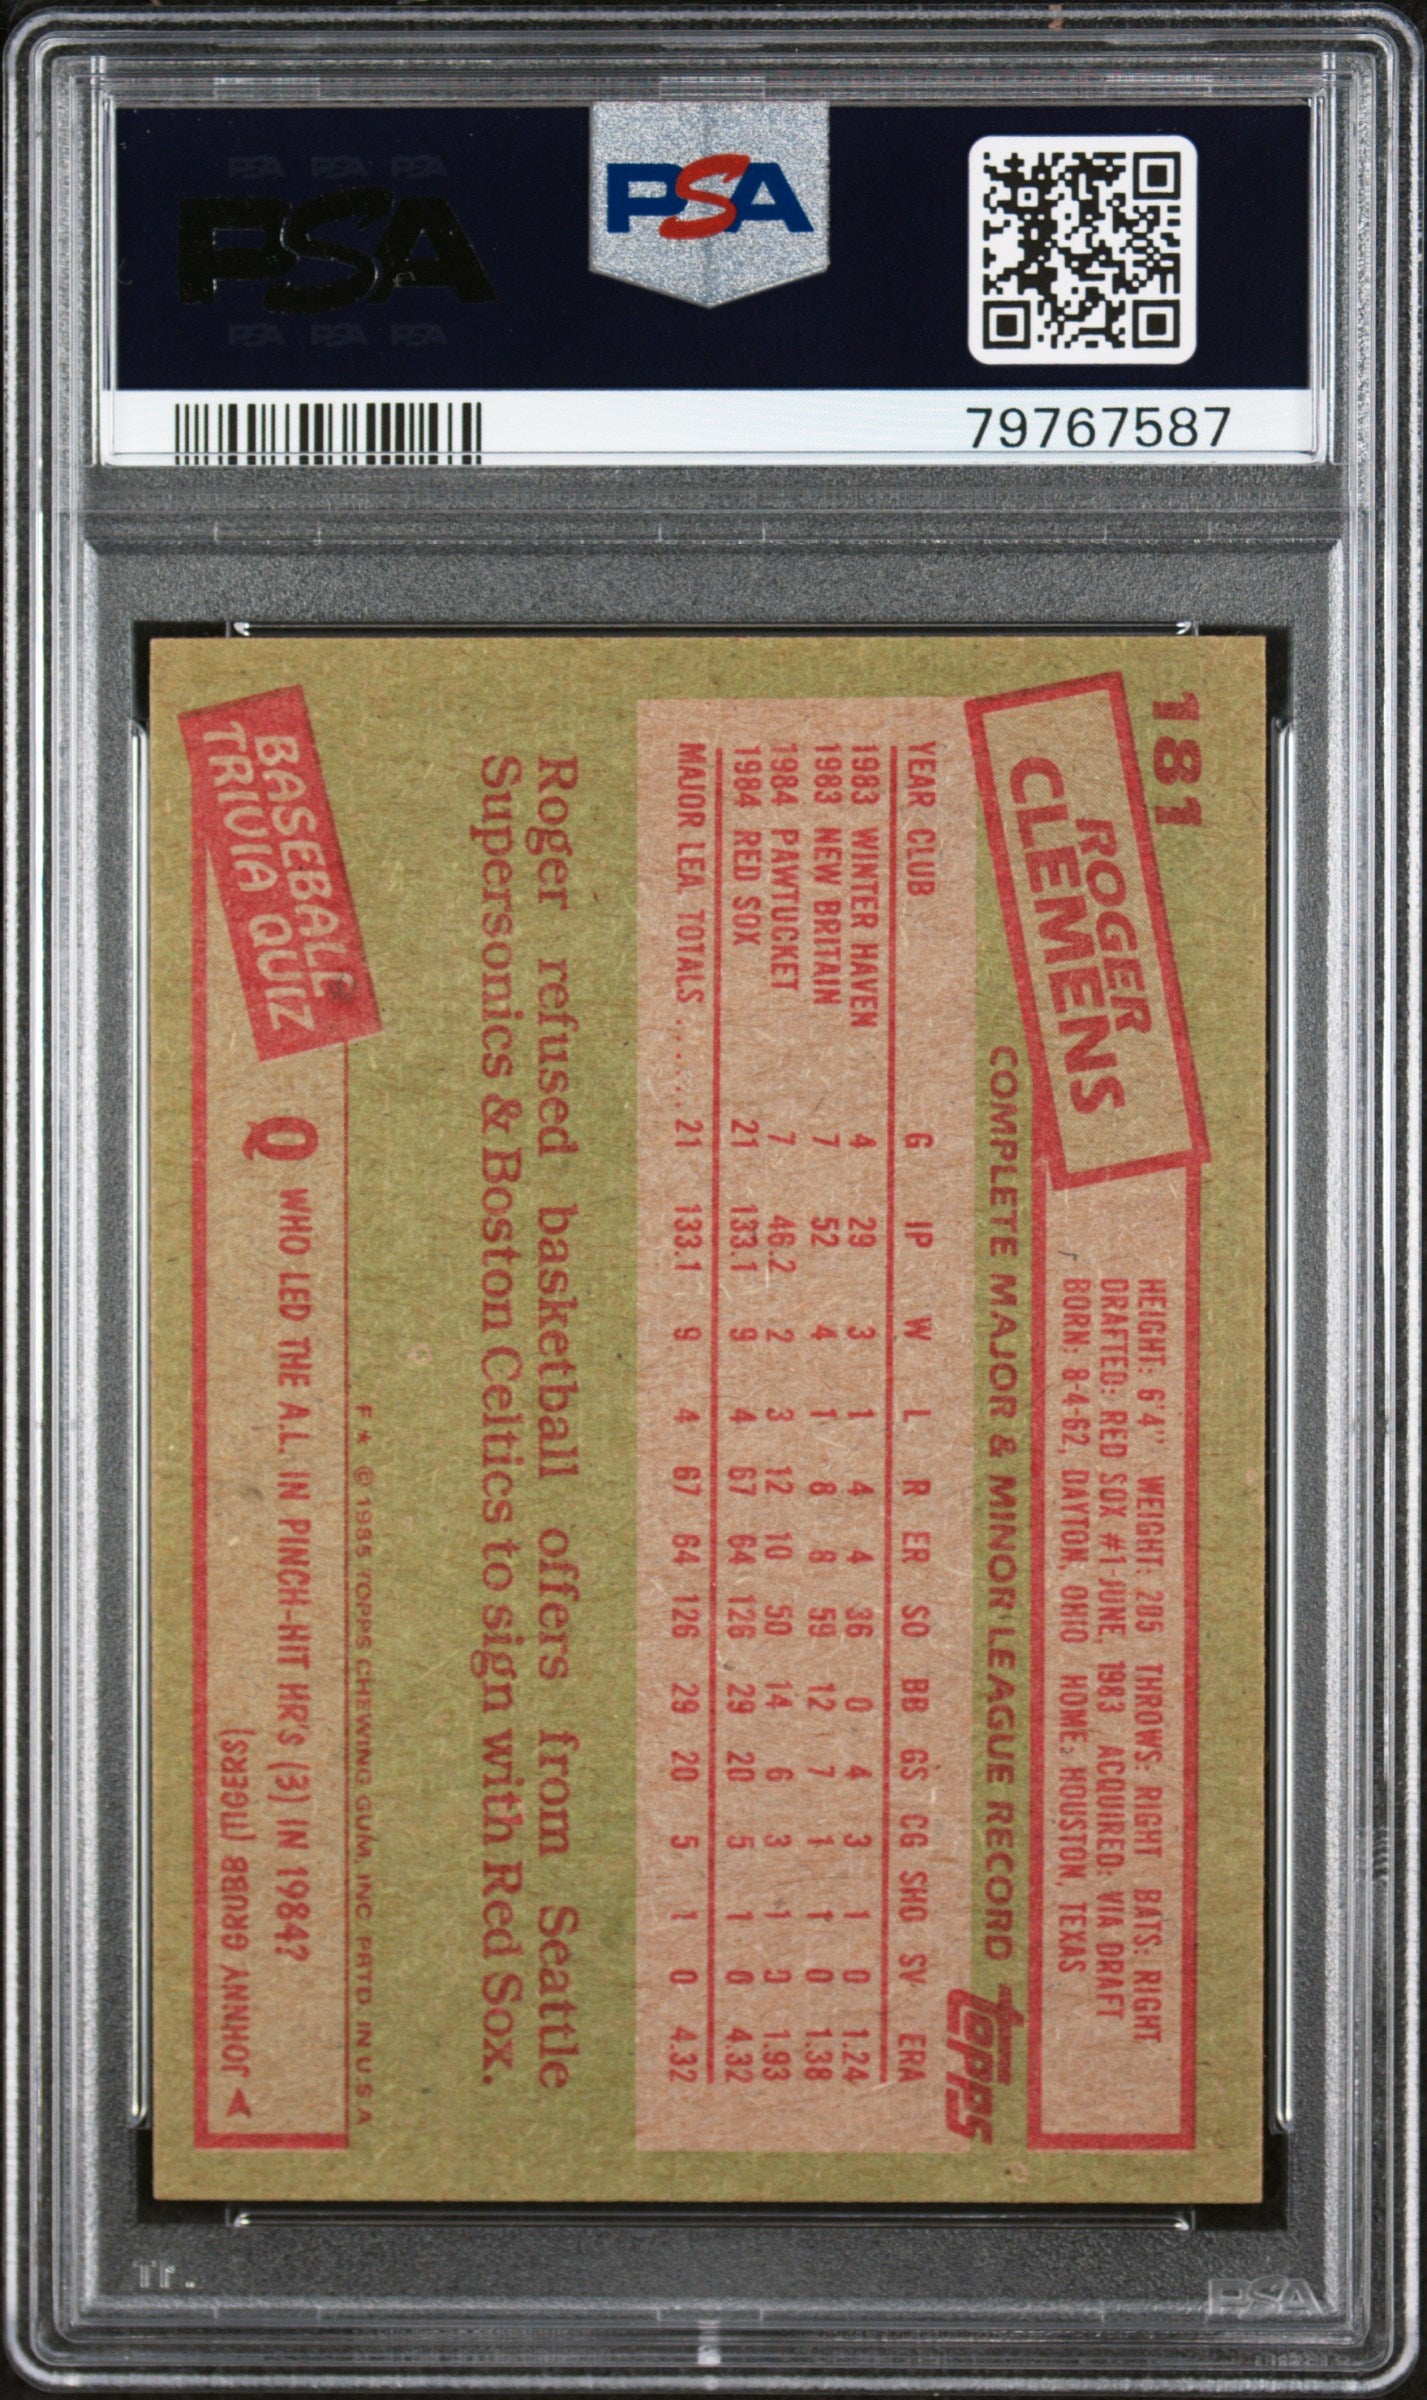 PSA PSA PSA
PSA
PSA PSA PSA
PSA
79767587
181
ROGER
CLEMENS
HEIGHT: 6'4" WEIGHT: 205 THROWS: RIGHT BATS: RIGHT
DRAFTED: RED SOX #1-JUNE, 1983 ACQUIRED: VIA DRAFT
BORN: 8-4-62, DAYTON, OHIO HOME: HOUSTON, TEXAS
COMPLETE MAJOR & MINOR LEAGUE RECORD
Topps
YEAR CLUB G IP W L R ER SO BB GS CG SHO SV ERA
1983 WINTER HAVEN 4 29 3 1 4 4 36 0 4 3 1 0 1.24
1983 NEW BRITAIN 7 52 4 1 8 8 59 12 7 1 1 0 1.38
1984 PAWTUCKET 7 46.2 2 3 12 10 50 14 6 3 1 0 1.93
1984 RED SOX 21 133.1 9 4 67 64 126 29 20 5 1 0 4.32
MAJOR LEA. TOTALS ...... 21 133.1 9 4 67 64 126 29 20 5 1 0 4.32
Roger refused basketball offers from Seattle
Supersonics & Boston Celtics to sign with Red Sox.
F* © 1985 TOPPS CHEWING GUM, INC. PRTD. IN U.S.A.
BASEBALL
TRIVIA QUIZ
Q WHO LED THE A.L. IN PINCH-HIT HR'S (3) IN 1984?
JOHNNY GRUBB (TIGERS)
PSA